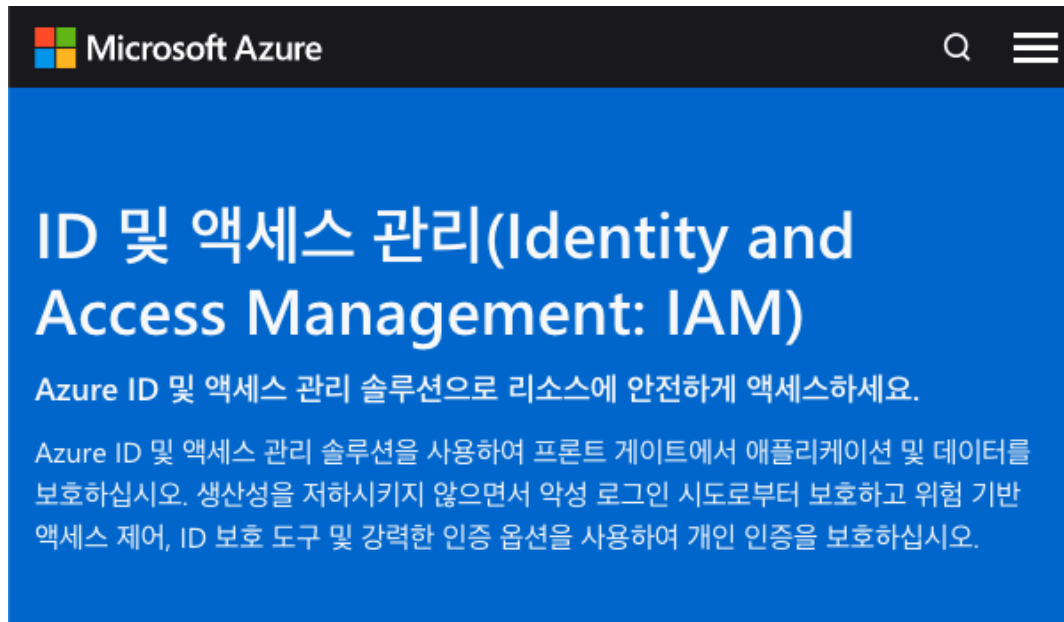 Microsoft Azure
ID 및 액세스 관리(Identity and
Access Management: IAM)
Azure ID 및 액세스 관리 솔루션으로 리소스에 안전하게 액세스하세요.
Azure ID 및 액세스 관리 솔루션을 사용하여 프론트 게이트에서 애플리케이션 및 데이터를
보호하십시오. 생산성을 저하시키지 않으면서 악성 로그인 시도로부터 보호하고 위험 기반
액세스 제어, ID 보호 도구 및 강력한 인증 옵션을 사용하여 개인 인증을 보호하십시오.